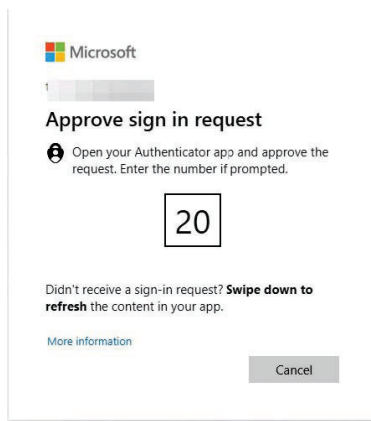 Microsoft
Approve sign in request
Open your Authenticator app and approve the
request. Enter the number if prompted.
20
Didn't receive a sign-in request? Swipe down to
refresh the content in your app.
More information
Cancel